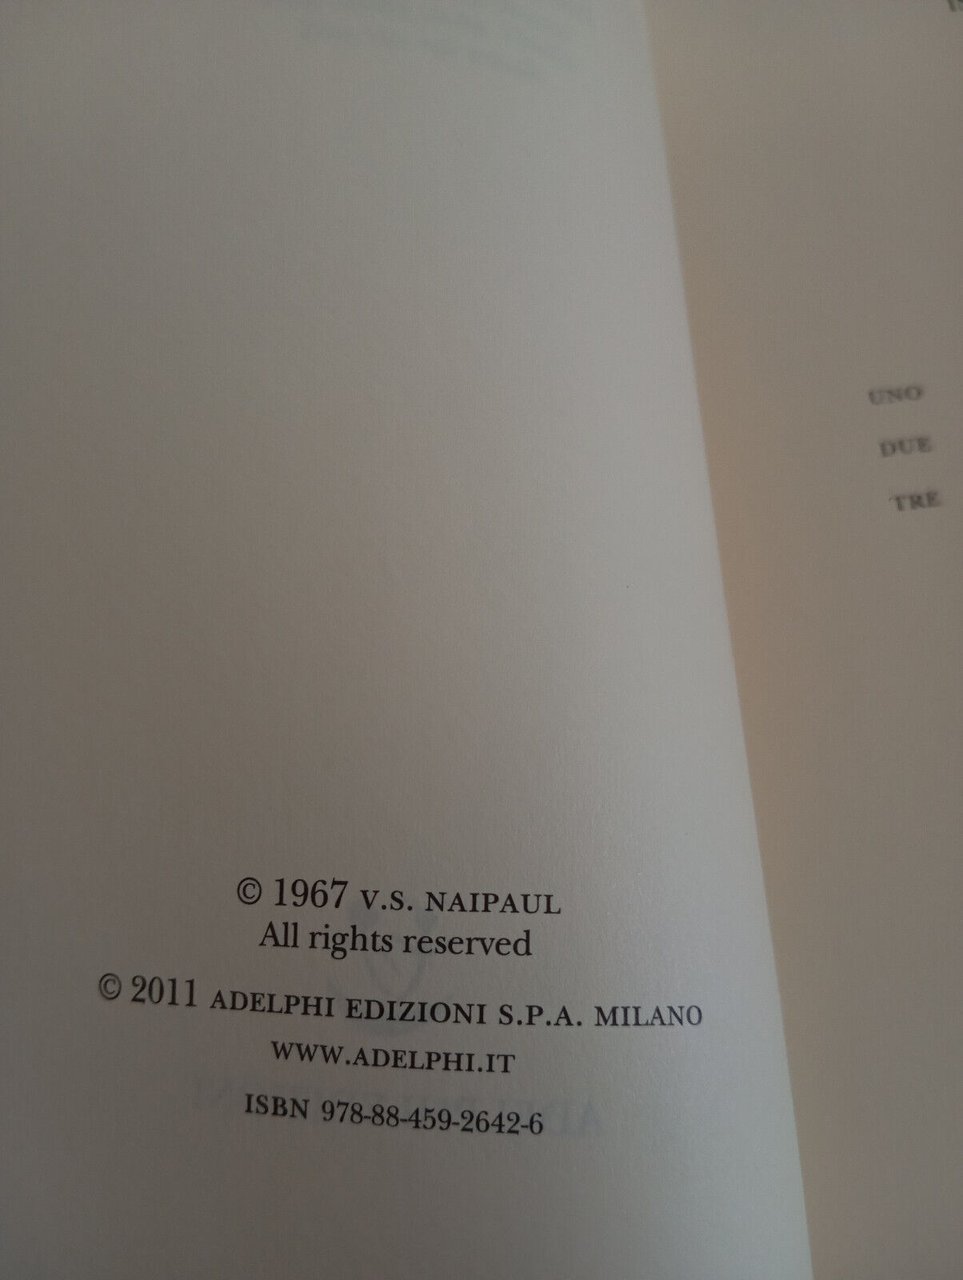 © 1967 V.S. NAIPAUL
All rights reserved
© 2011 ADELPHI EDIZIONI S.P.A. MILANO
WWW.ADELPHI.IT
ISBN 978-88-459-2642-6
UNO
DUE
TRE